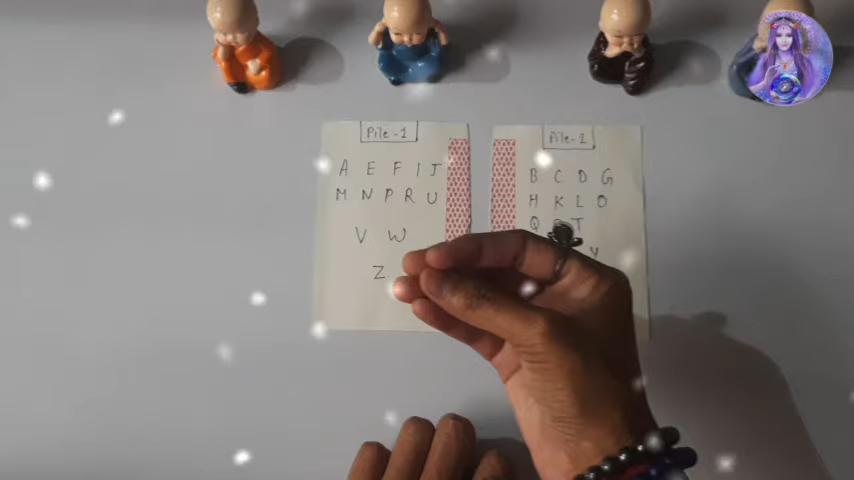 Pile-1
A E F I J
M N P R U
V W
Z
Pile-2
B C D G
H K L O
Q T
Y